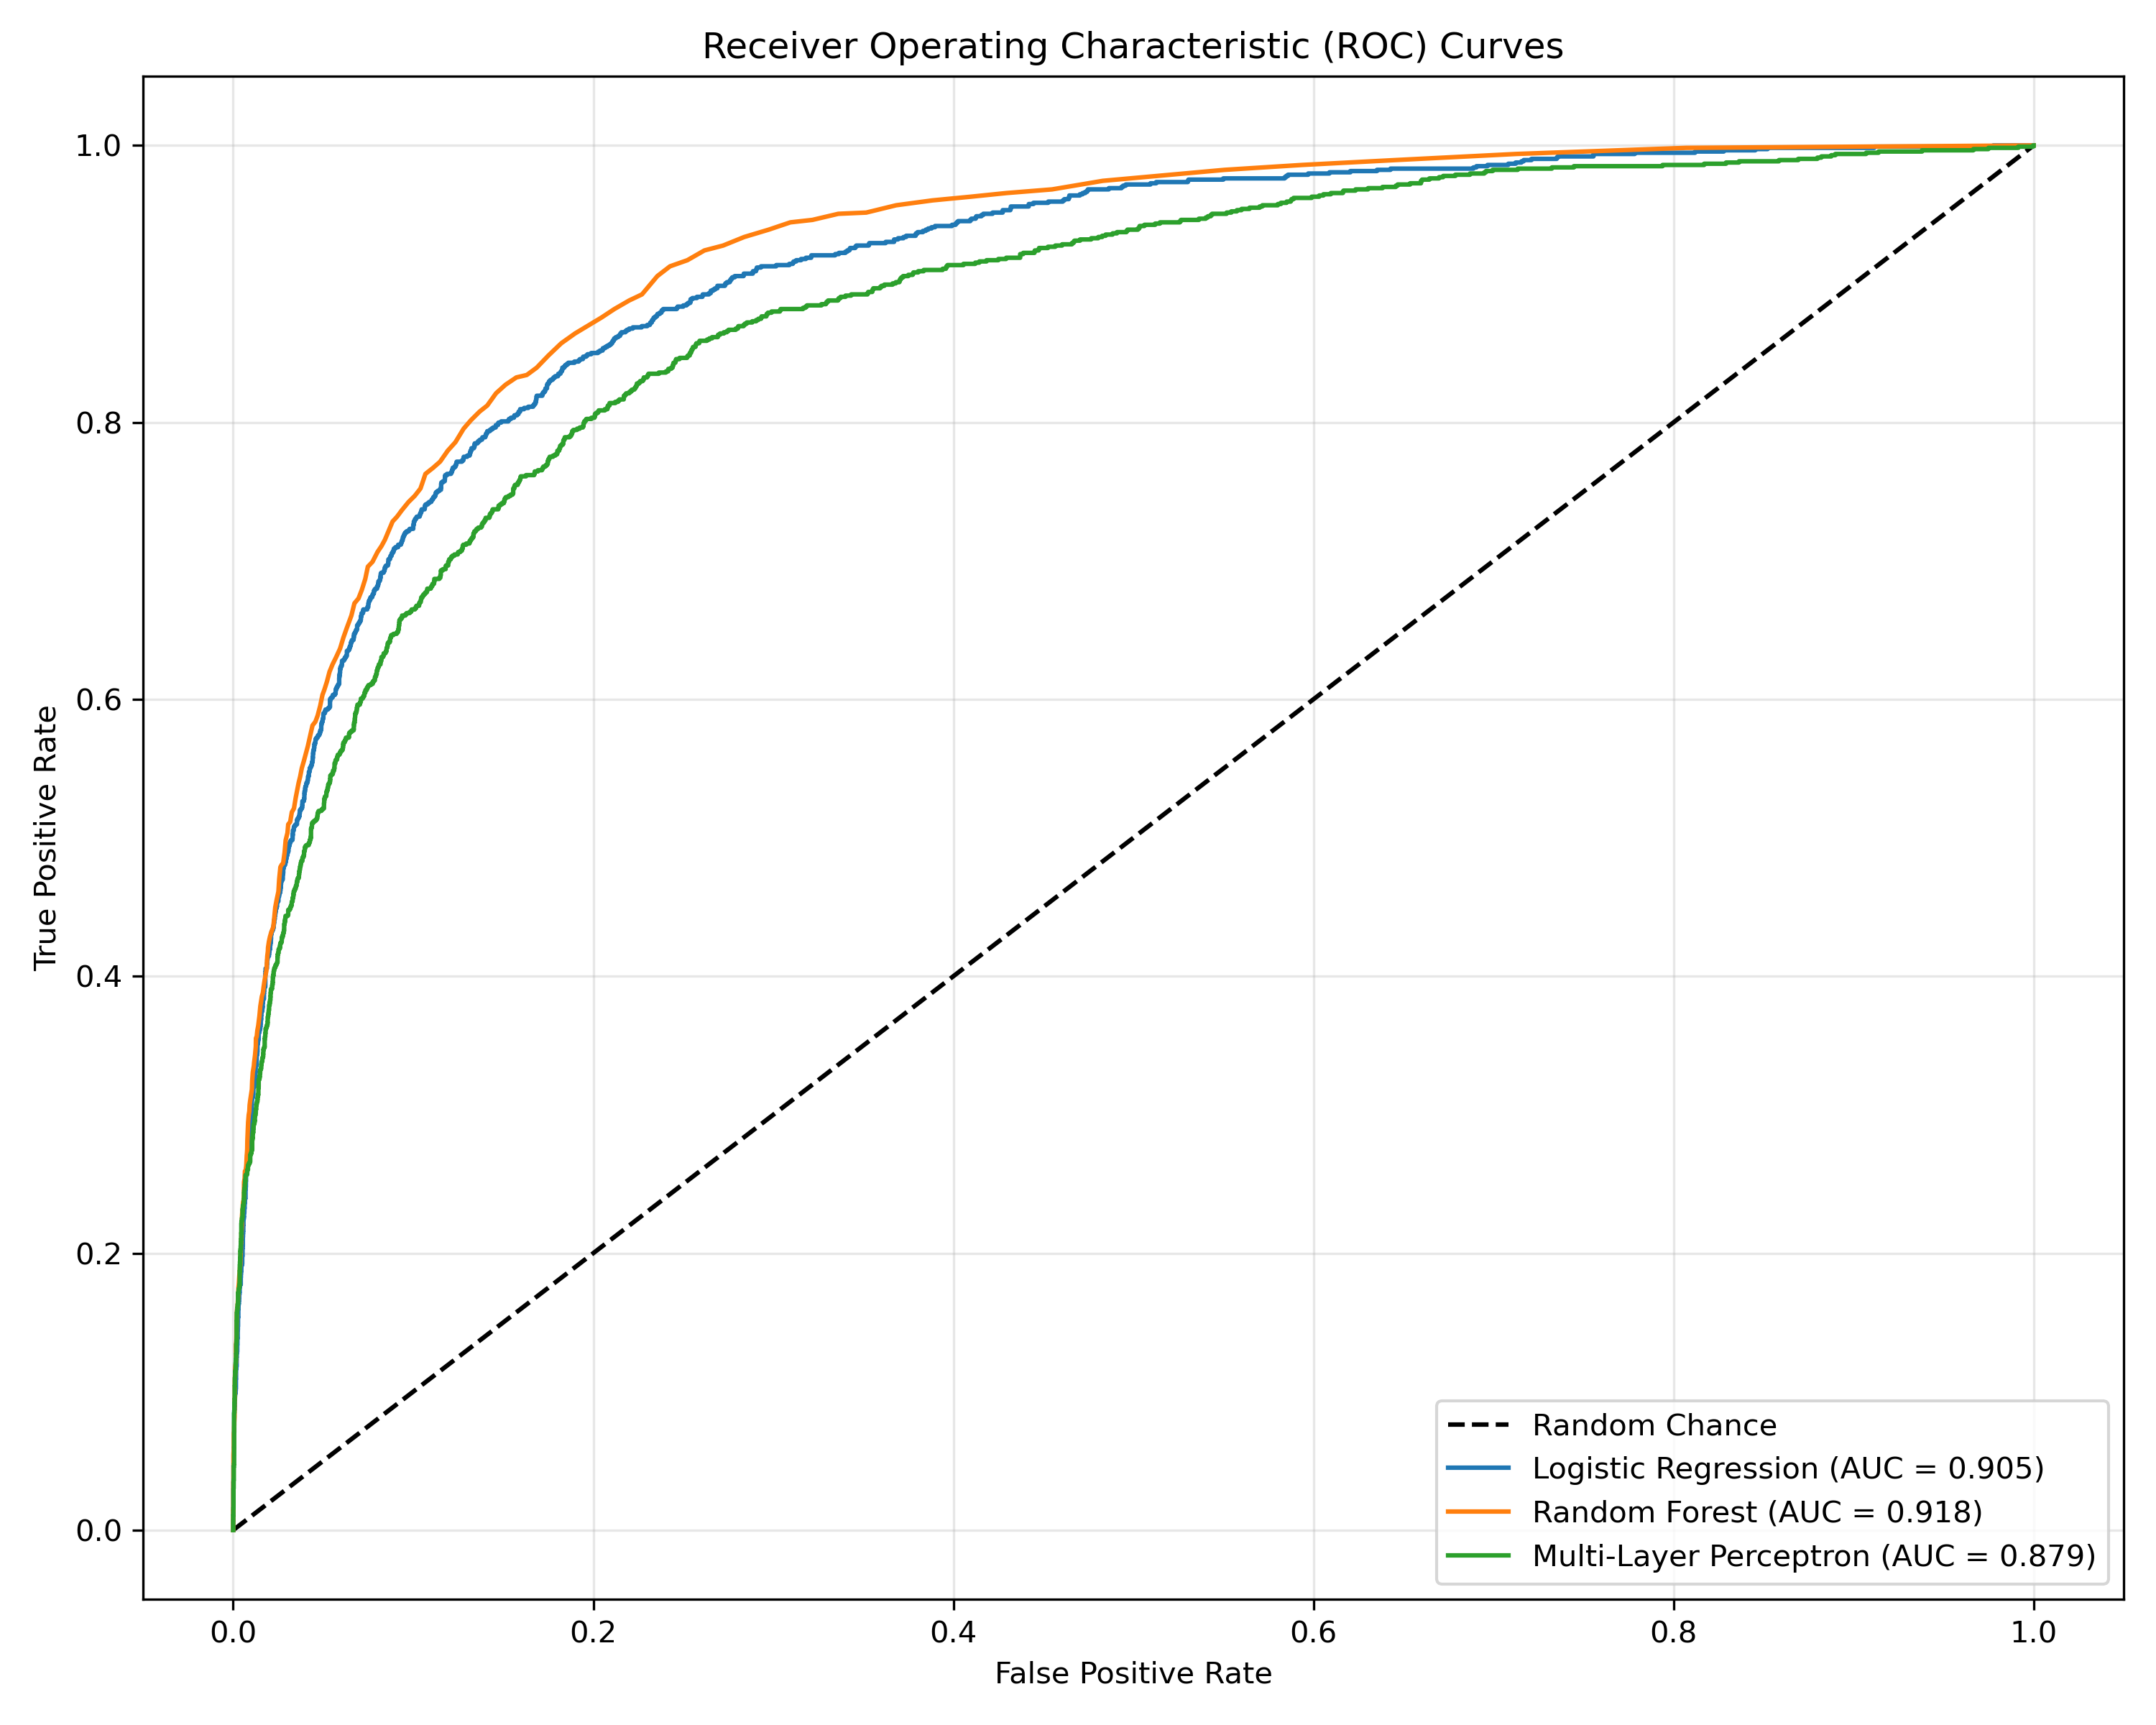 Receiver Operating Characteristic (ROC) Curves
1.0
0.8
0.6
0.4
0.2
0.0
True Positive Rate
Random Chance
Logistic Regression (AUC = 0.905)
Random Forest (AUC = 0.918)
Multi-Layer Perceptron (AUC = 0.879)
0.0 0.2 0.4 0.6 0.8 1.0
False Positive Rate